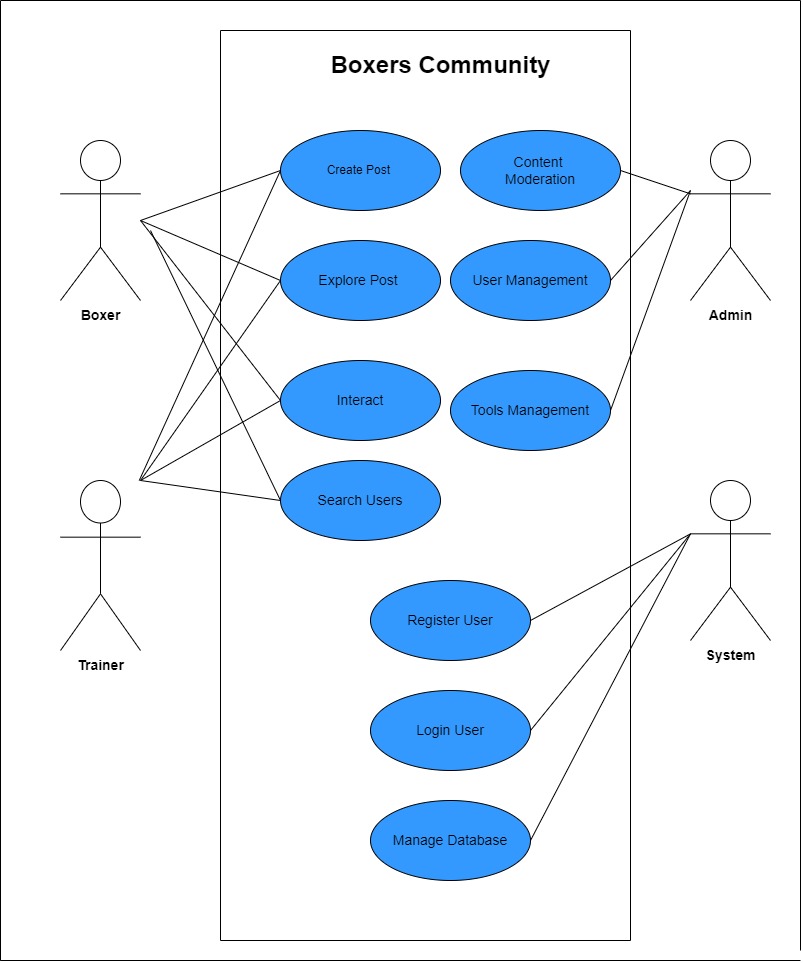 Boxers Community
Create Post
Content
Moderation
Explore Post
User Management
Boxer
Admin
Interact
Tools Management
Search Users
Register User
System
Trainer
Login User
Manage Database